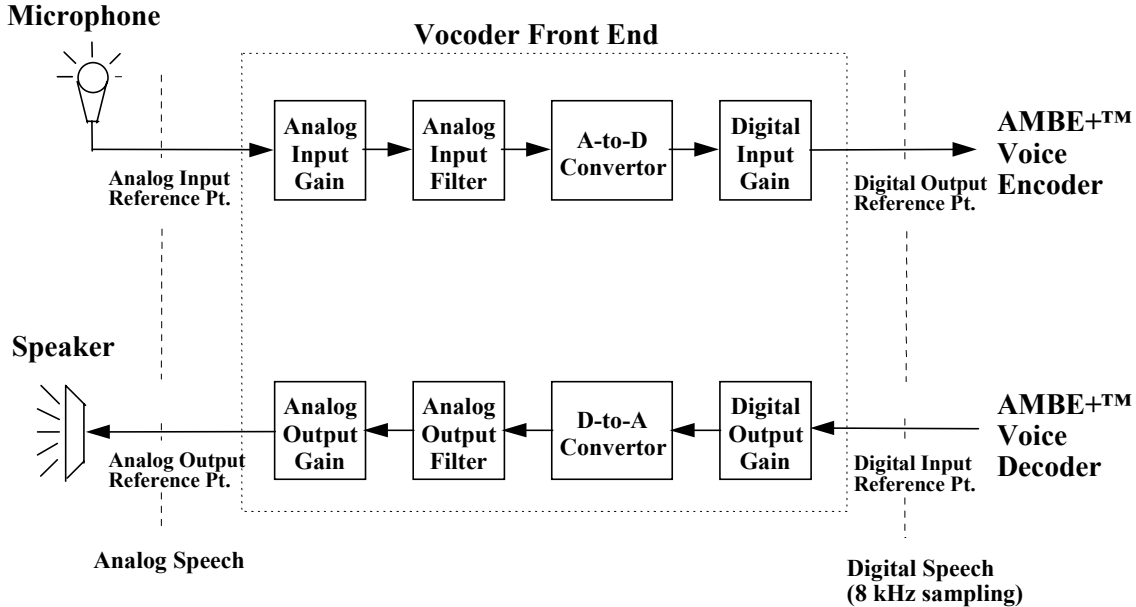 Microphone
Vocoder Front End
Analog
Input
Gain
Analog
Input
Filter
A-to-D
Convertor
Digital
Input
Gain
AMBE+™
Voice
Encoder
Analog Input
Reference Pt.
Digital Output
Reference Pt.
Speaker
Analog
Output
Gain
Analog
Output
Filter
D-to-A
Convertor
Digital
Output
Gain
AMBE+™
Voice
Decoder
Analog Output
Reference Pt.
Digital Input
Reference Pt.
Analog Speech
Digital Speech
(8 kHz sampling)